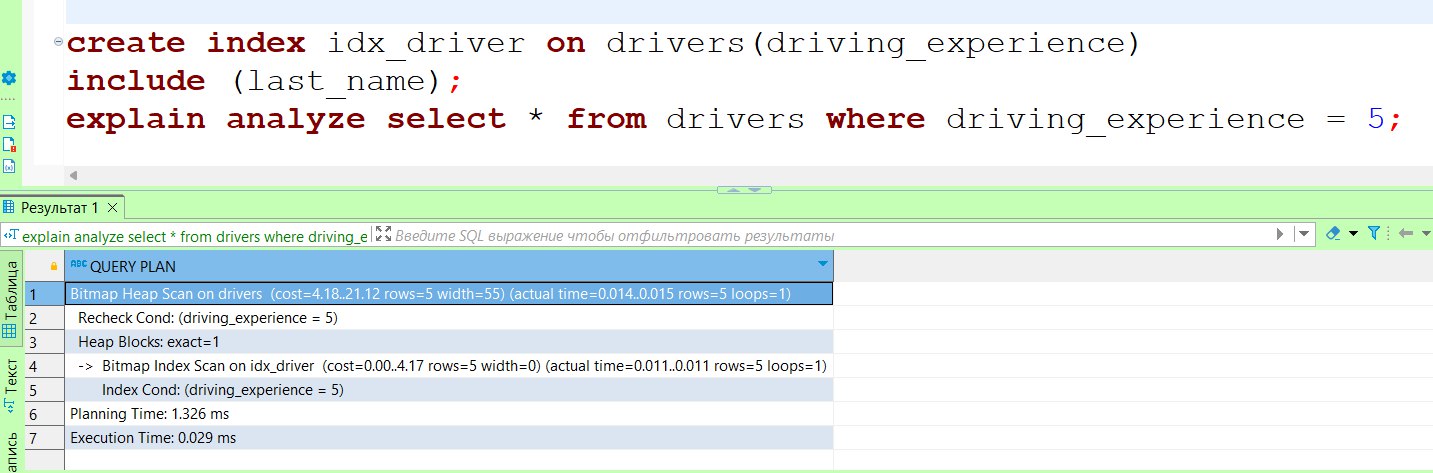 create index idx_driver on drivers(driving_experience)
include (last_name);
explain analyze select * from drivers where driving_experience = 5;
Результат 1
explain analyze select * from drivers where driving_e
Введите SQL выражение чтобы отфильтровать результаты
Таблица
Текст
апись
ABC QUERY PLAN
1 Bitmap Heap Scan on drivers (cost=4.18..21.12 rows=5 width=55) (actual time=0.014..0.015 rows=5 loops=1)
2 Recheck Cond: (driving_experience = 5)
3 Heap Blocks: exact=1
4 -> Bitmap Index Scan on idx_driver (cost=0.00..4.17 rows=5 width=0) (actual time=0.011..0.011 rows=5 loops=1)
5 Index Cond: (driving_experience = 5)
6 Planning Time: 1.326 ms
7 Execution Time: 0.029 ms